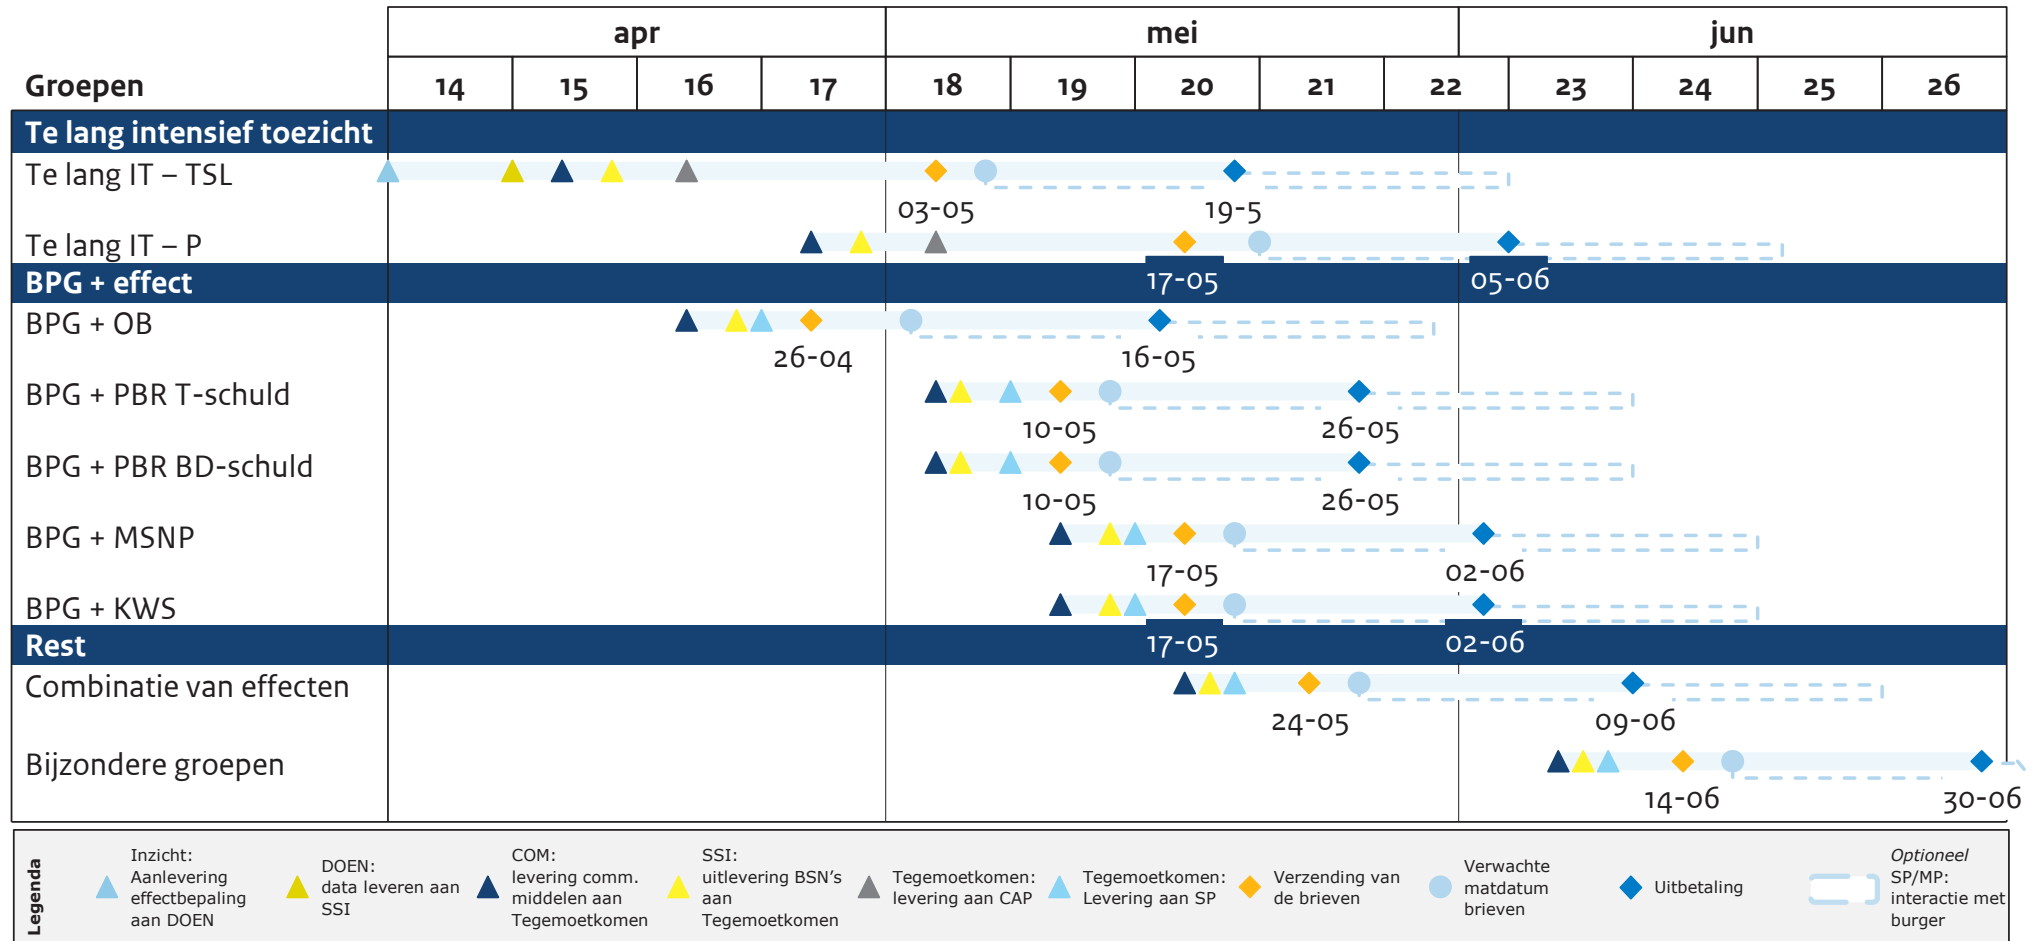 apr mei jun
Groepen 14 15 16 17 18 19 20 21 22 23 24 25 26
Te lang intensief toezicht
Te lang IT – TSL
03-05 19-5
Te lang IT – P
BPG + effect 17-05 05-06
BPG + OB
26-04 16-05
BPG + PBR T-schuld
10-05 26-05
BPG + PBR BD-schuld
10-05 26-05
BPG + MSNP
17-05 02-06
BPG + KWS
Rest 17-05 02-06
Combinatie van effecten
24-05 09-06
Bijzondere groepen
14-06 30-06
Legenda
Inzicht:
Aanlevering
effectbepaling
aan DOEN
DOEN:
data leveren aan
SSI
COM:
levering comm.
middelen aan
Tegemoetkomen
SSI:
uitlevering BSN's
aan
Tegemoetkomen
Tegemoetkomen:
levering aan CAP
Tegemoetkomen:
Levering aan SP
Verzending van
de brieven
Verwachte
matdatum
brieven
Uitbetaling
Optioneel
SP/MP:
interactie met
burger